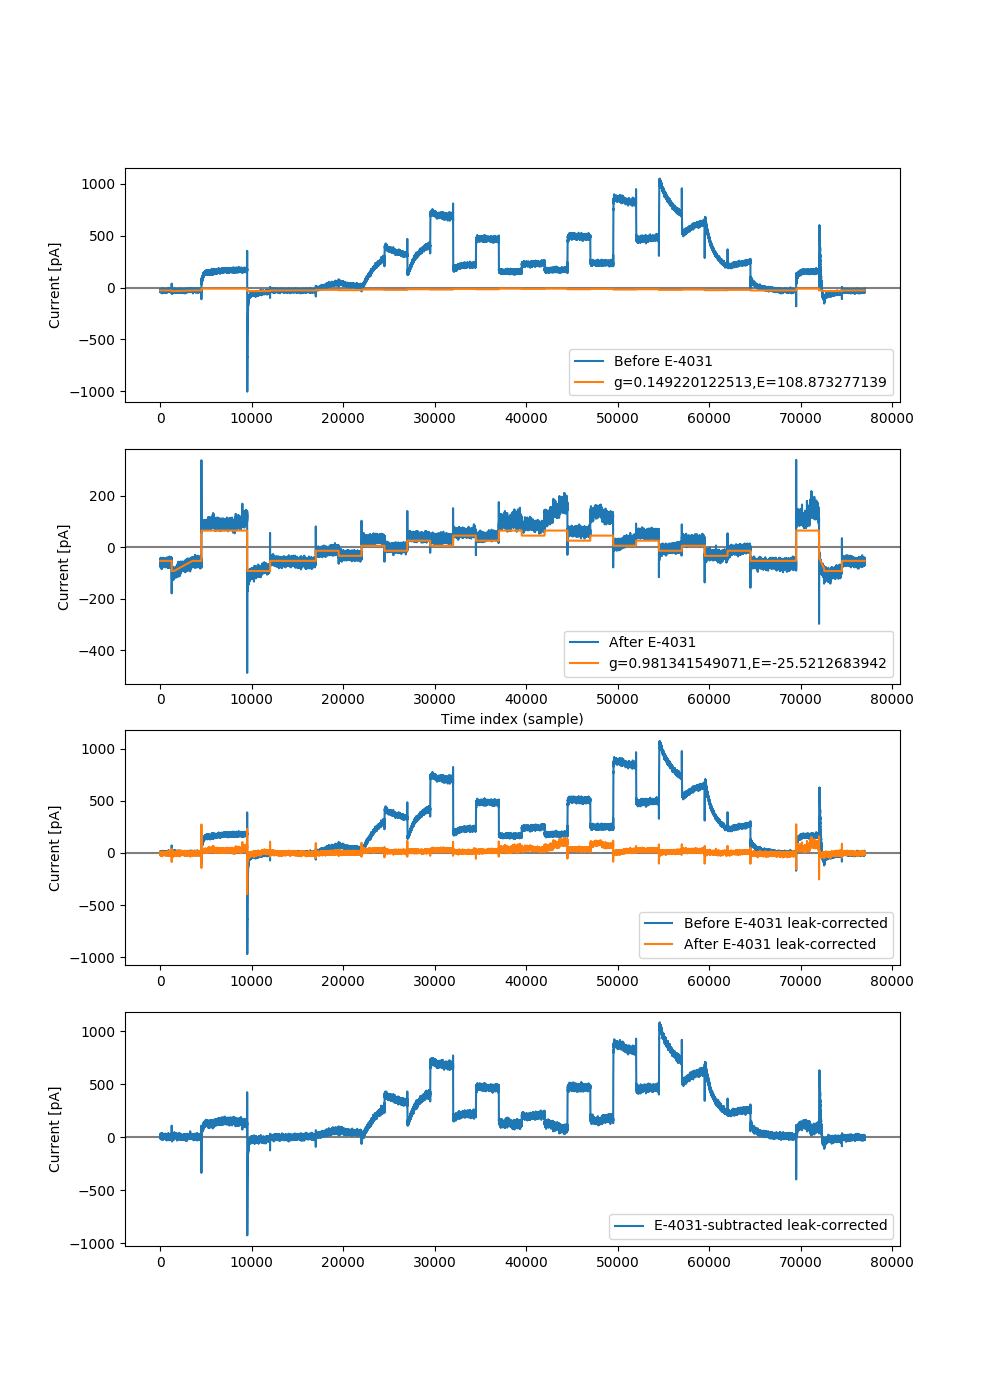 1000
500
0
−500
−1000
Current [pA]
Before E-4031
g=0.149220122513,E=108.873277139
0 10000 20000 30000 40000 50000 60000 70000 80000
200
0
−200
−400
Current [pA]
After E-4031
g=0.981341549071,E=-25.5212683942
0 10000 20000 30000 40000 50000 60000 70000 80000
Time index (sample)
1000
500
0
−500
−1000
Current [pA]
Before E-4031 leak-corrected
After E-4031 leak-corrected
0 10000 20000 30000 40000 50000 60000 70000 80000
1000
500
0
−500
−1000
Current [pA]
E-4031-subtracted leak-corrected
0 10000 20000 30000 40000 50000 60000 70000 80000